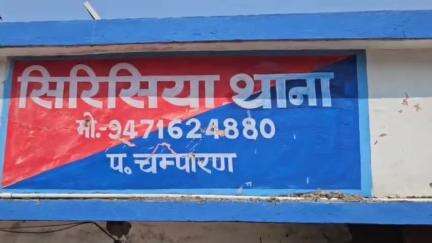 सिरिसिया थाना
मो.-9471624880
प. चम्पारण